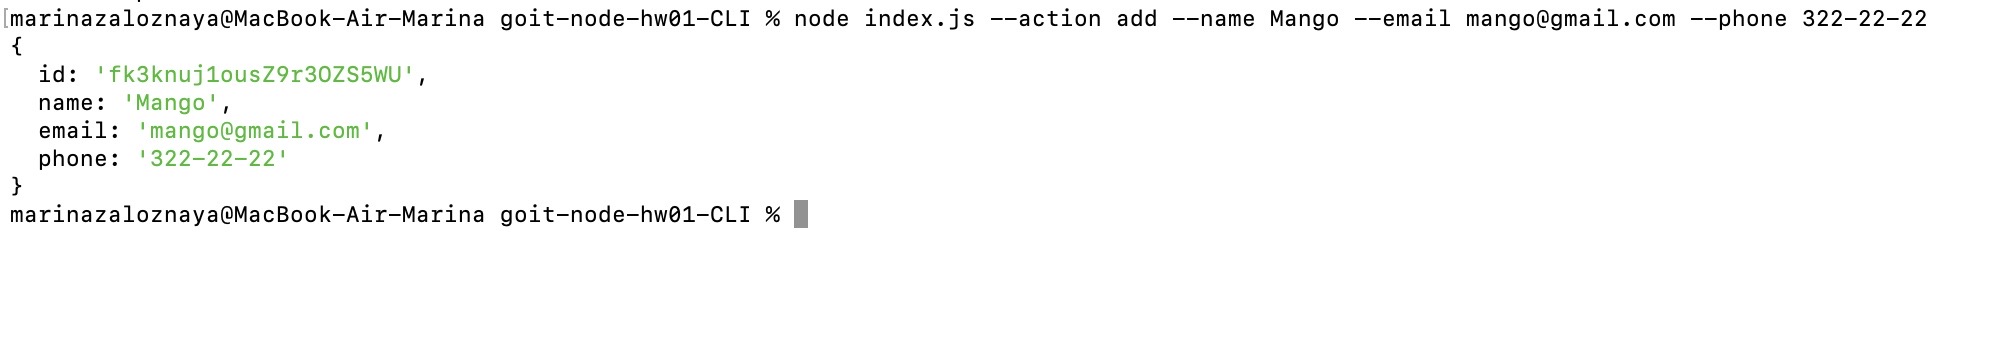 [marinazaloznaya@MacBook-Air-Marina goit-node-hw01-CLI % node index.js --action add --name Mango --email mango@gmail.com --phone 322-22-22
{
  id: 'fk3knuj1ousZ9r3OZS5WU',
  name: 'Mango',
  email: 'mango@gmail.com',
  phone: '322-22-22'
}
marinazaloznaya@MacBook-Air-Marina goit-node-hw01-CLI %